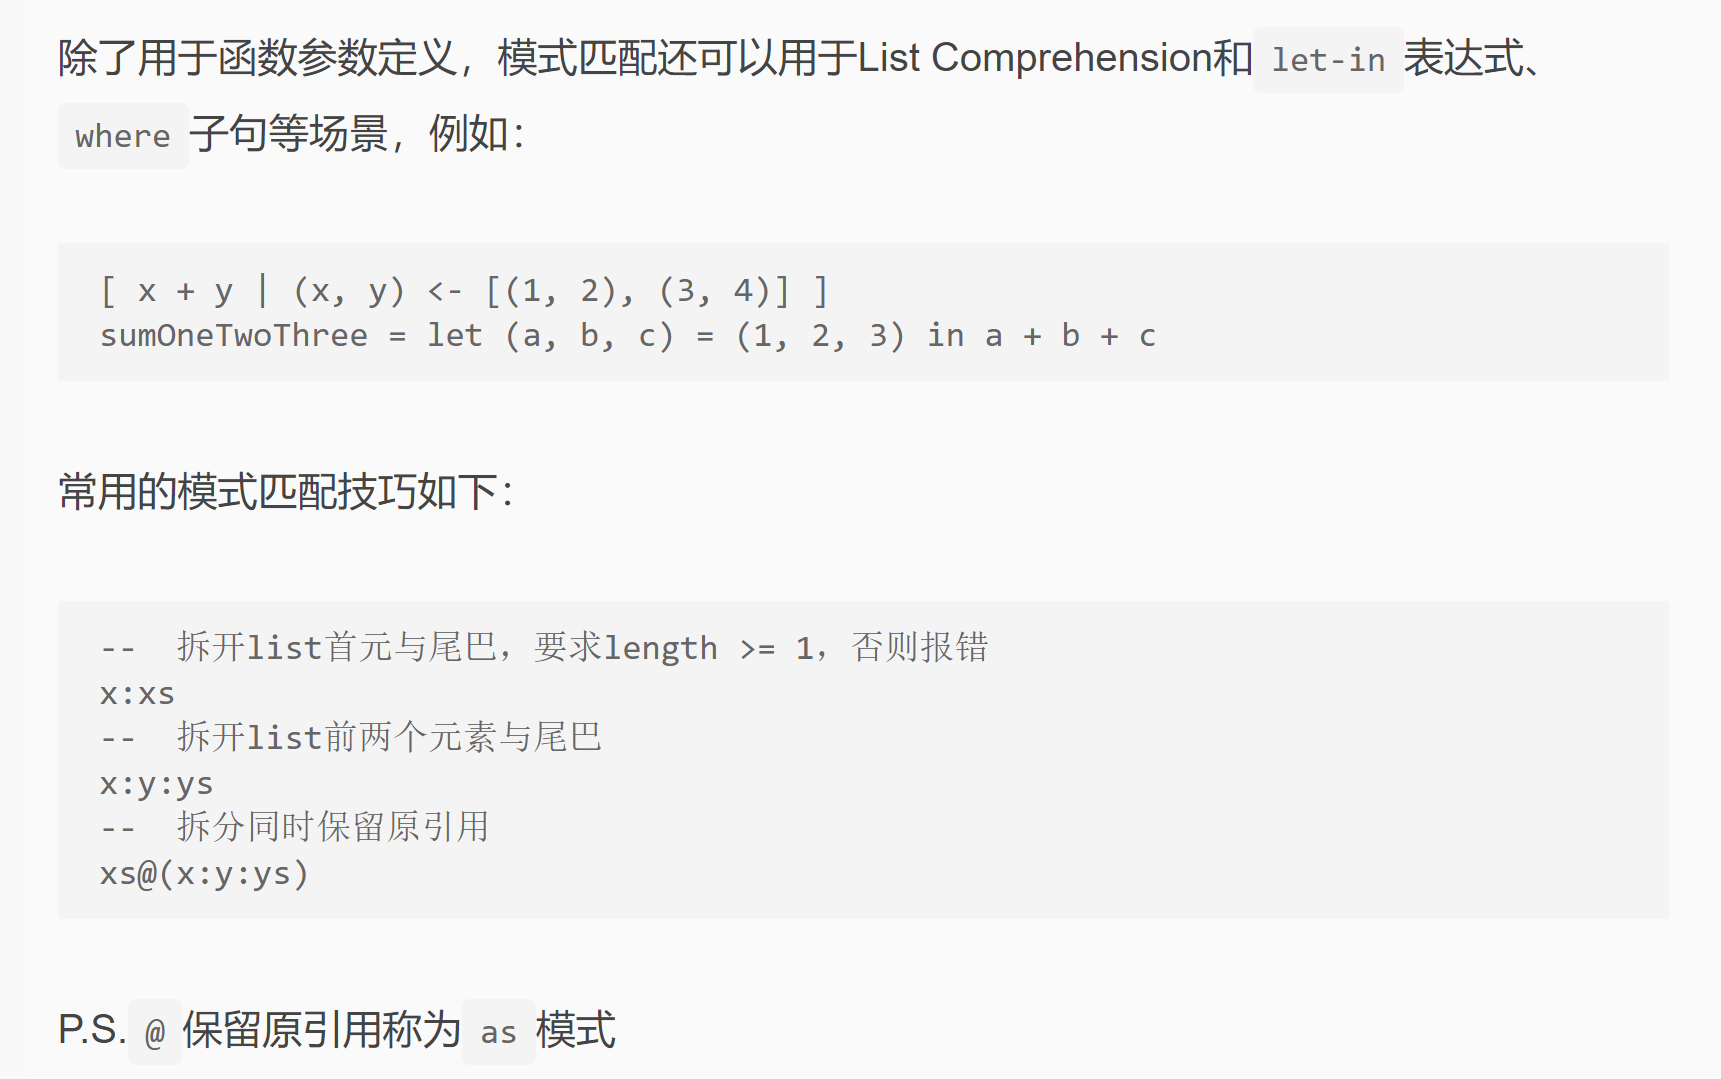 除了用于函数参数定义，模式匹配还可以用于List Comprehension和 let-in 表达式、
where 子句等场景，例如：
[ x + y | (x, y) <- [(1, 2), (3, 4)] ]
sumOneTwoThree = let (a, b, c) = (1, 2, 3) in a + b + c
常用的模式匹配技巧如下：
--  拆开list首元与尾巴，要求length >= 1，否则报错
x:xs
--  拆开list前两个元素与尾巴
x:y:ys
--  拆分同时保留原引用
xs@(x:y:ys)
P.S. @ 保留原引用称为 as 模式